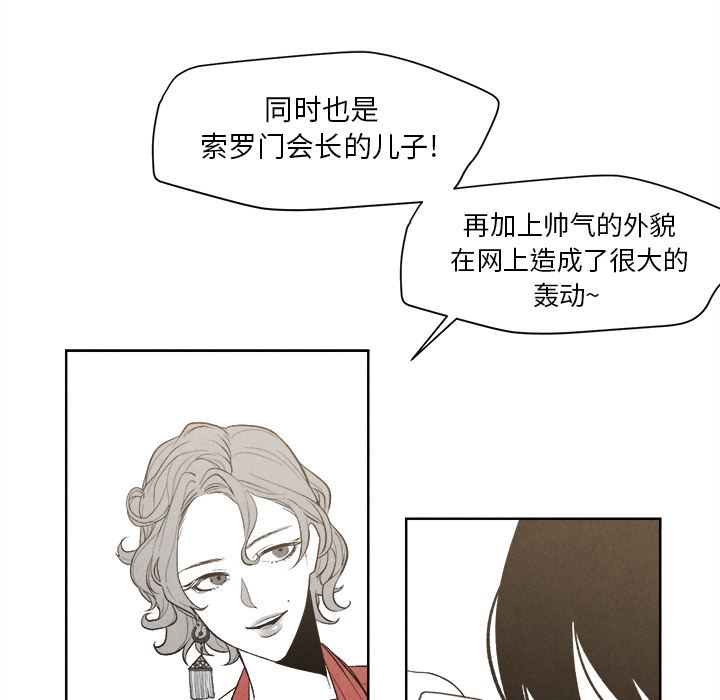 同时也是
索罗门会长的儿子!
再加上帅气的外貌
在网上造成了很大的
轰动~